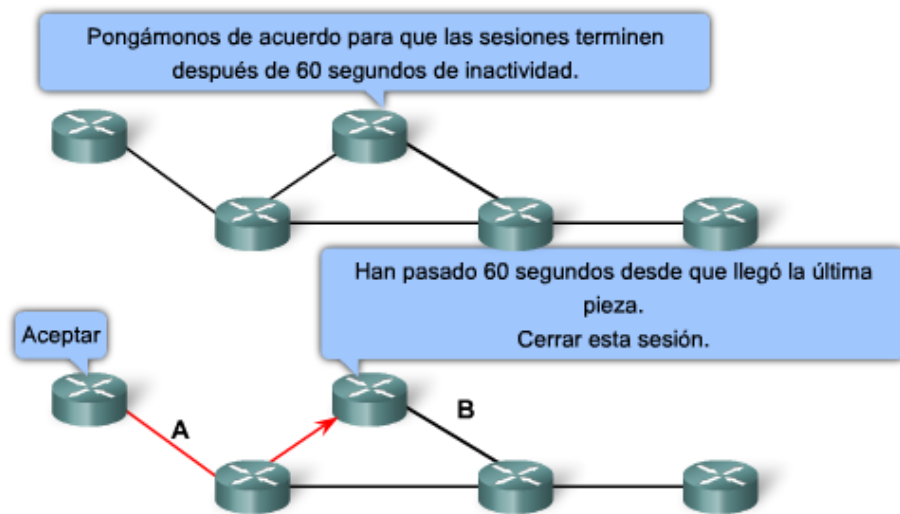 Pongámonos de acuerdo para que las sesiones terminen
después de 60 segundos de inactividad.
Han pasado 60 segundos desde que llegó la última
pieza.
Cerrar esta sesión.
Aceptar
A
B